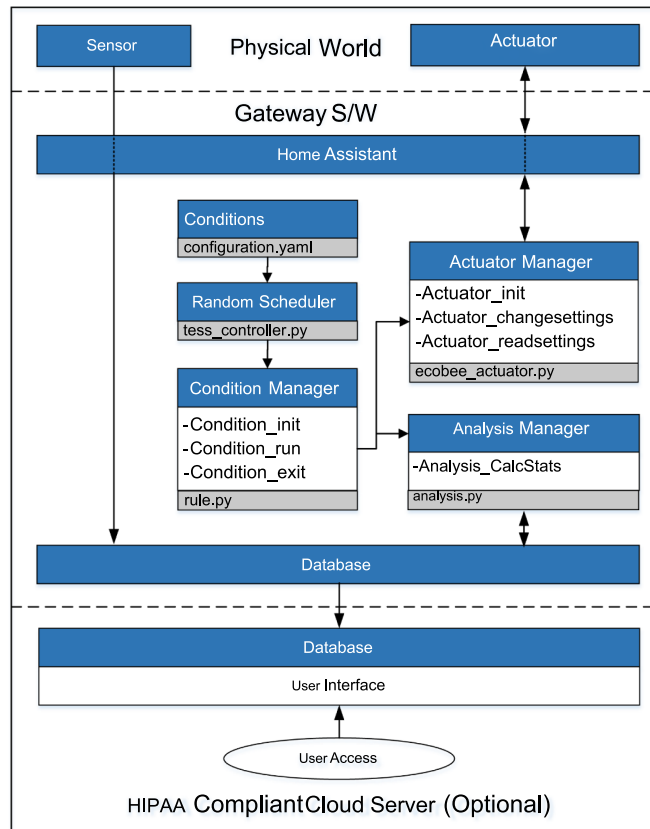 Sensor
Physical World
Actuator
Gateway S/W
Home Assistant
Conditions
configuration.yaml
Random Scheduler
tess_controller.py
Condition Manager
-Condition_init
-Condition_run
-Condition_exit
rule.py
Actuator Manager
-Actuator_init
-Actuator_changesettings
-Actuator_readsettings
ecobee_actuator.py
Analysis Manager
-Analysis_CalcStats
analysis.py
Database
Database
User Interface
User Access
HIPAA CompliantCloud Server (Optional)